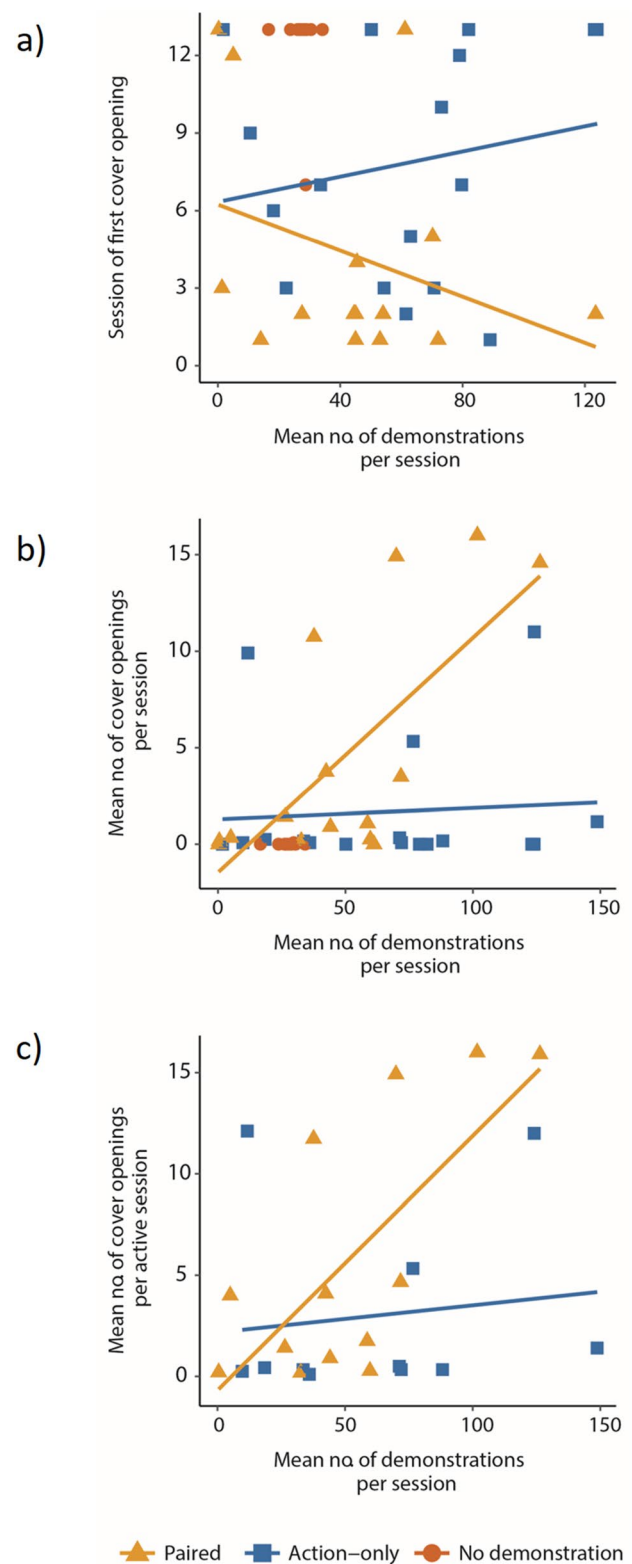 a)
Session of first cover opening
12
9
6
3
0
0 40 80 120
Mean no. of demonstrations
per session
b)
Mean no. of cover openings
per session
15
10
5
0
0 50 100 150
Mean no. of demonstrations
per session
c)
Mean no. of cover openings
per active session
15
10
5
0
0 50 100 150
Mean no. of demonstrations
per session
Paired Action–only No demonstration